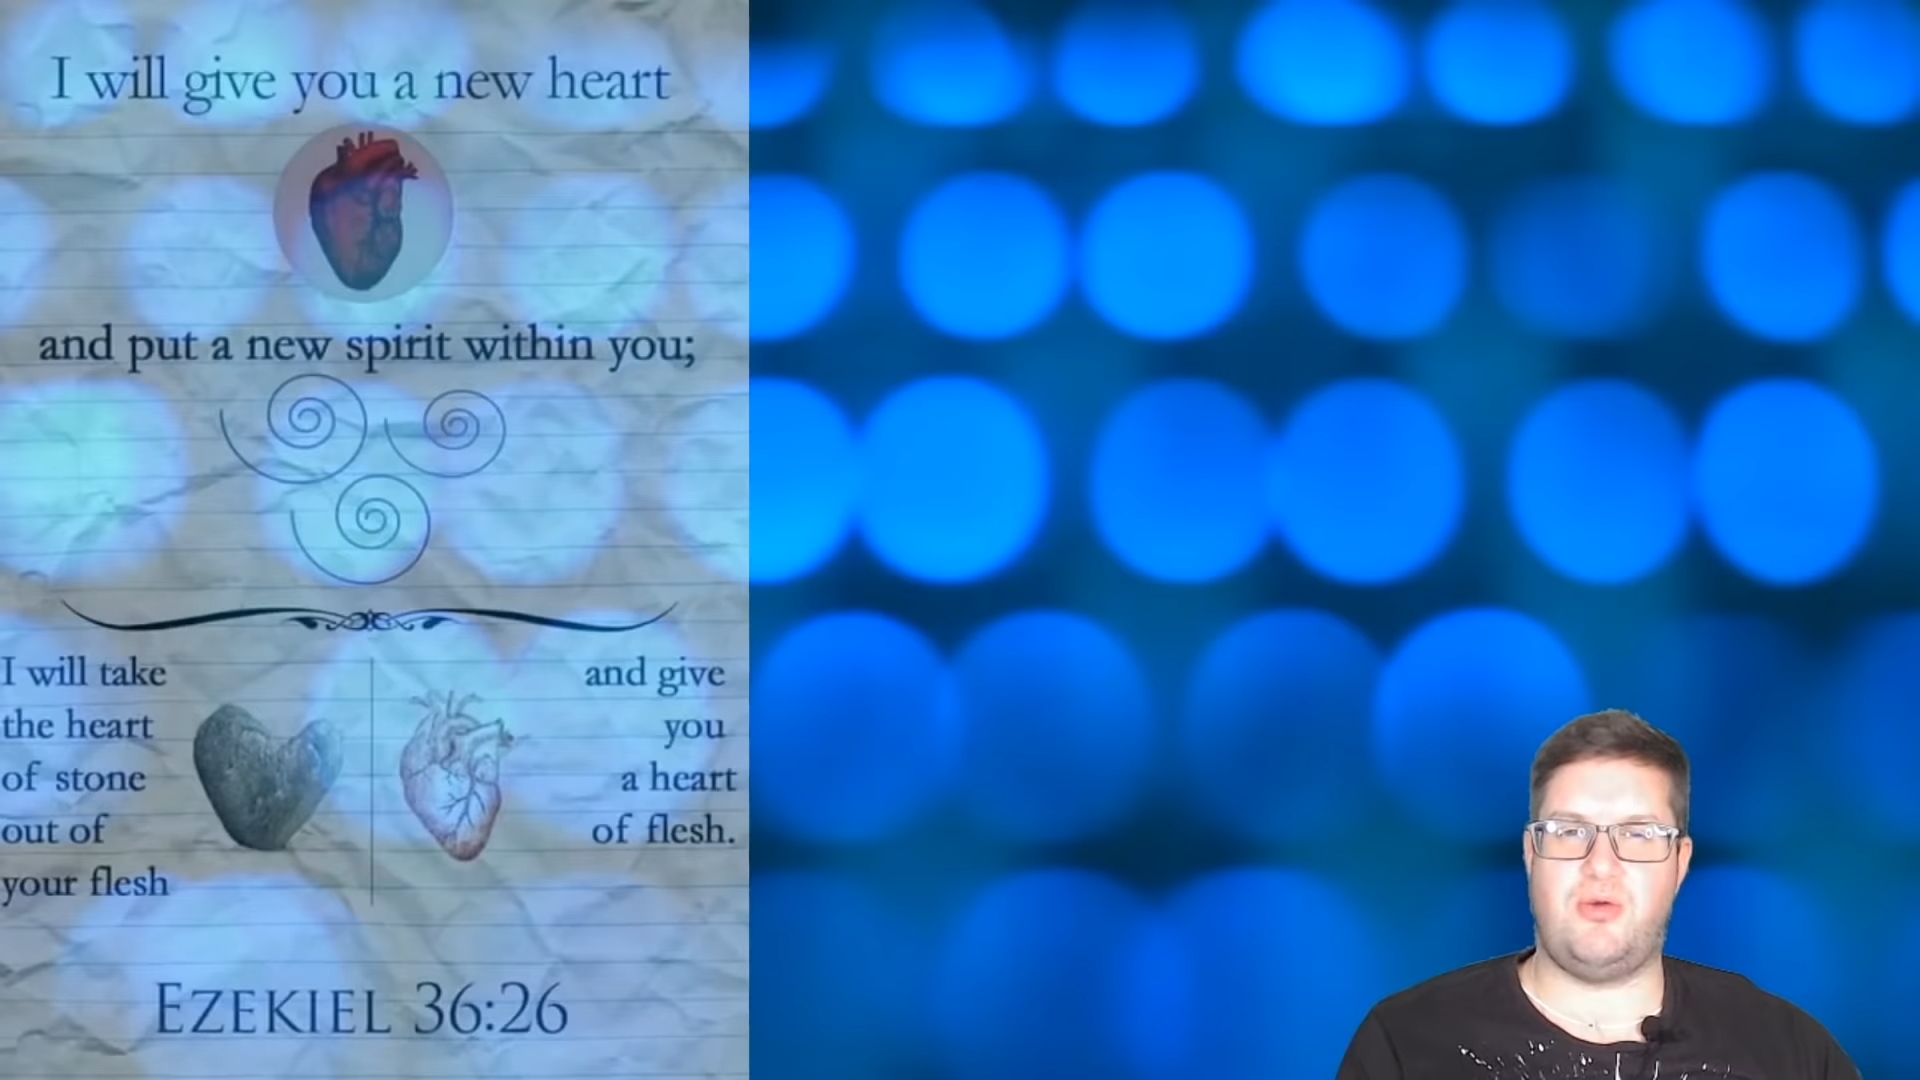 I will give you a new heart
and put a new spirit within you;
I will take
the heart
of stone
out of
your flesh
and give
you
a heart
of flesh.
EZEKIEL 36:26